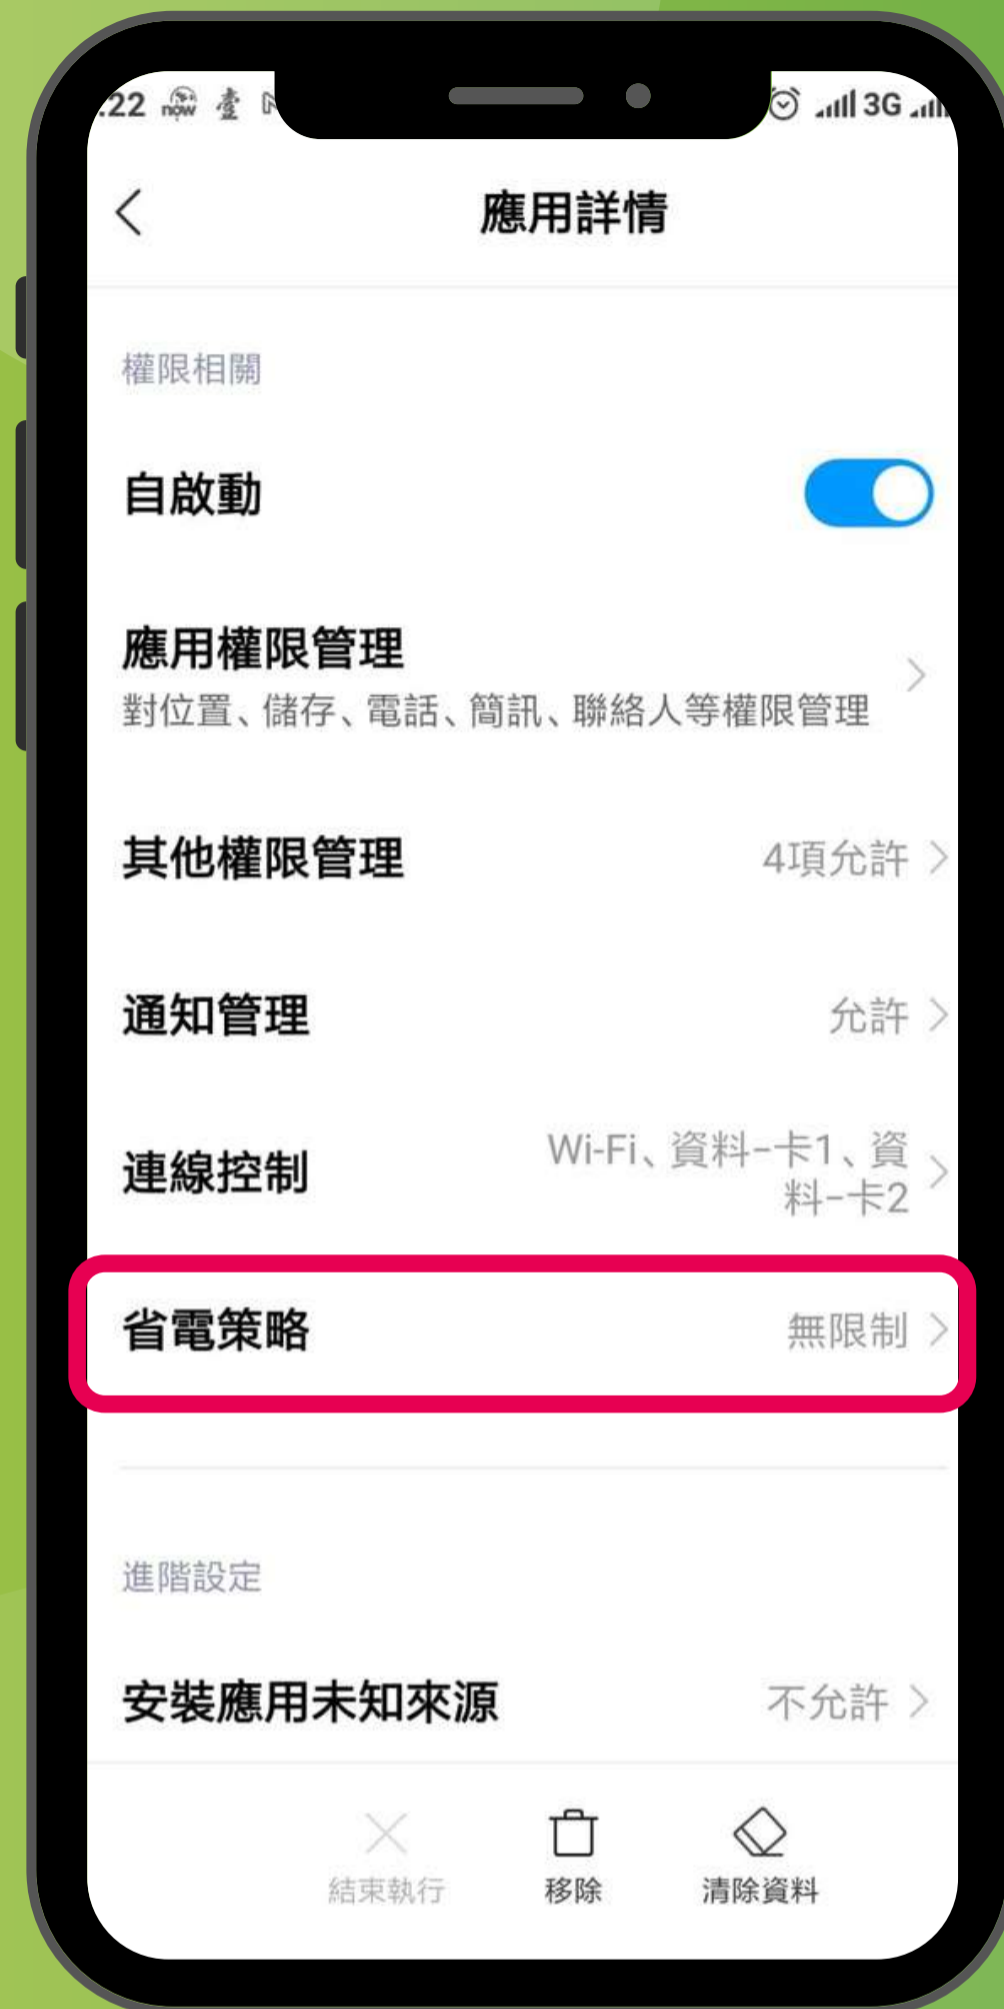 :22 now 壹
3G
應用詳情
權限相關
自啟動
應用權限管理
對位置、儲存、電話、簡訊、聯絡人等權限管理
其他權限管理 4項允許
通知管理 允許
連線控制 Wi-Fi、資料-卡1、資
料-卡2
省電策略 無限制
進階設定
安裝應用未知來源 不允許
結束執行 移除 清除資料